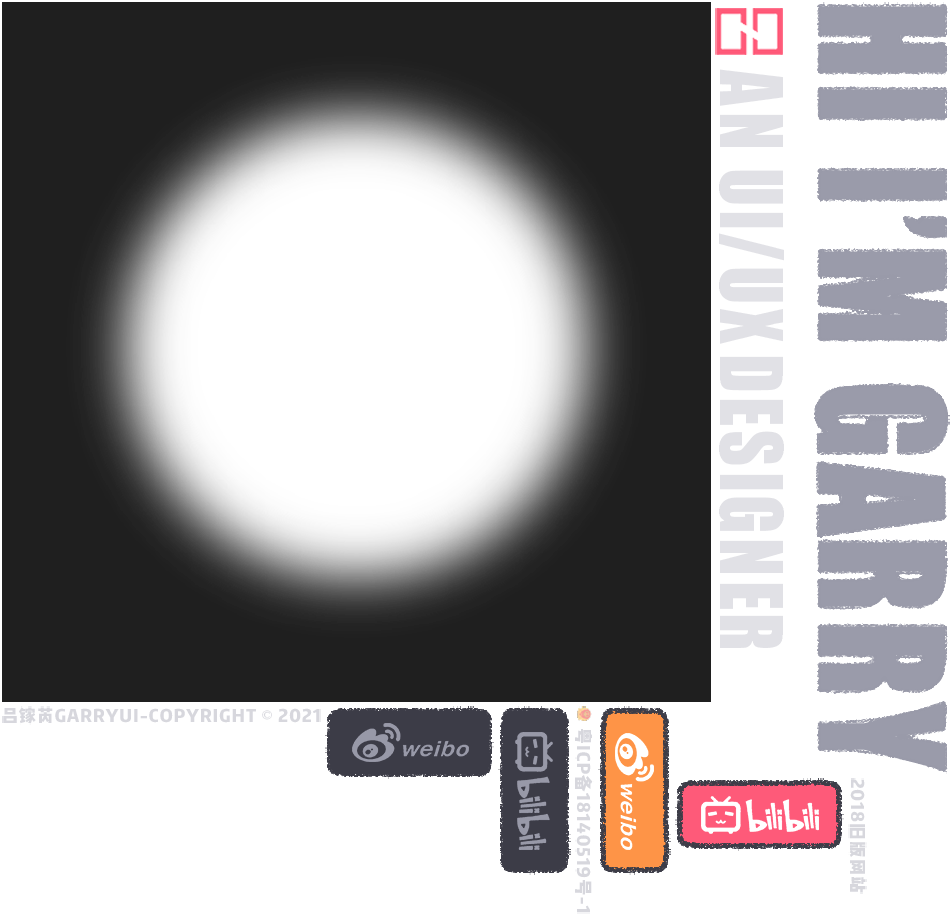 HI I'M GARRY
AN UI/UX DESIGNER
吕镓芮GARRYUI-COPYRIGHT © 2021
weibo
bilibili
粤ICP备18140519号-1
weibo
bilibili
2018旧版网站